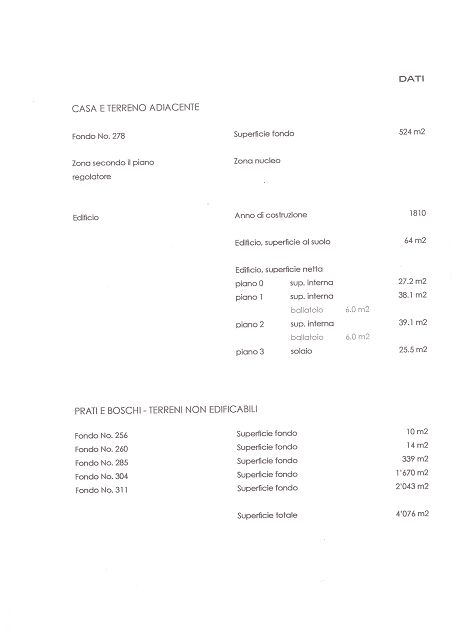 DATI
CASA E TERRENO ADIACENTE
Fondo No. 278 Superficie fondo 524 m2
Zona secondo il piano Zona nucleo
regolatore
Edificio Anno di costruzione 1810
Edificio, superficie al suolo 64 m2
Edificio, superficie netta
piano 0 sup. interna 27.2 m2
piano 1 sup. interna 38.1 m2
ballatoio 6.0 m2
piano 2 sup. interna 39.1 m2
ballatoio 6.0 m2
piano 3 solaio 25.5 m2
PRATI E BOSCHI - TERRENI NON EDIFICABILI
Fondo No. 256 Superficie fondo 10 m2
Fondo No. 260 Superficie fondo 14 m2
Fondo No. 285 Superficie fondo 339 m2
Fondo No. 304 Superficie fondo 1'670 m2
Fondo No. 311 Superficie fondo 2'043 m2
Superficie totale 4'076 m2